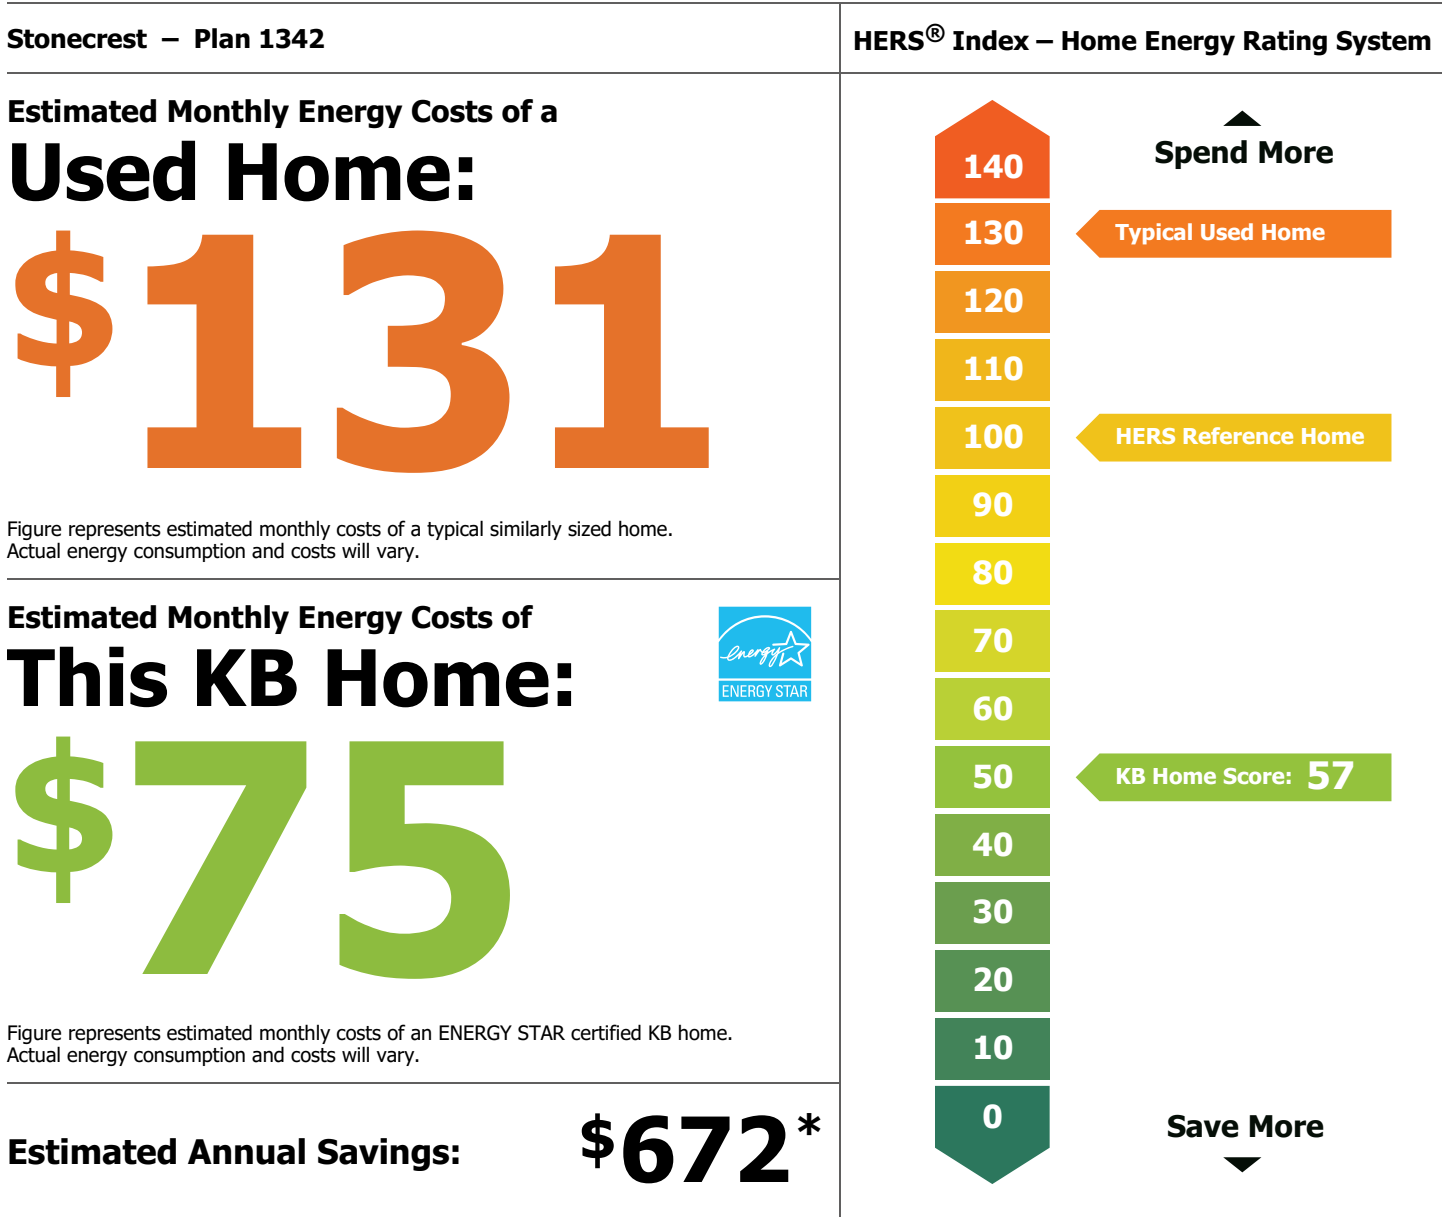 Stonecrest – Plan 1342
Estimated Monthly Energy Costs of a
Used Home:
$131
Figure represents estimated monthly costs of a typical similarly sized home.
Actual energy consumption and costs will vary.
Estimated Monthly Energy Costs of
This KB Home:
energy
ENERGY STAR
$75
Figure represents estimated monthly costs of an ENERGY STAR certified KB home.
Actual energy consumption and costs will vary.
Estimated Annual Savings: $672*
HERS® Index – Home Energy Rating System
Spend More
140
130 Typical Used Home
120
110
100 HERS Reference Home
90
80
70
60
50 KB Home Score: 57
40
30
20
10
0
Save More